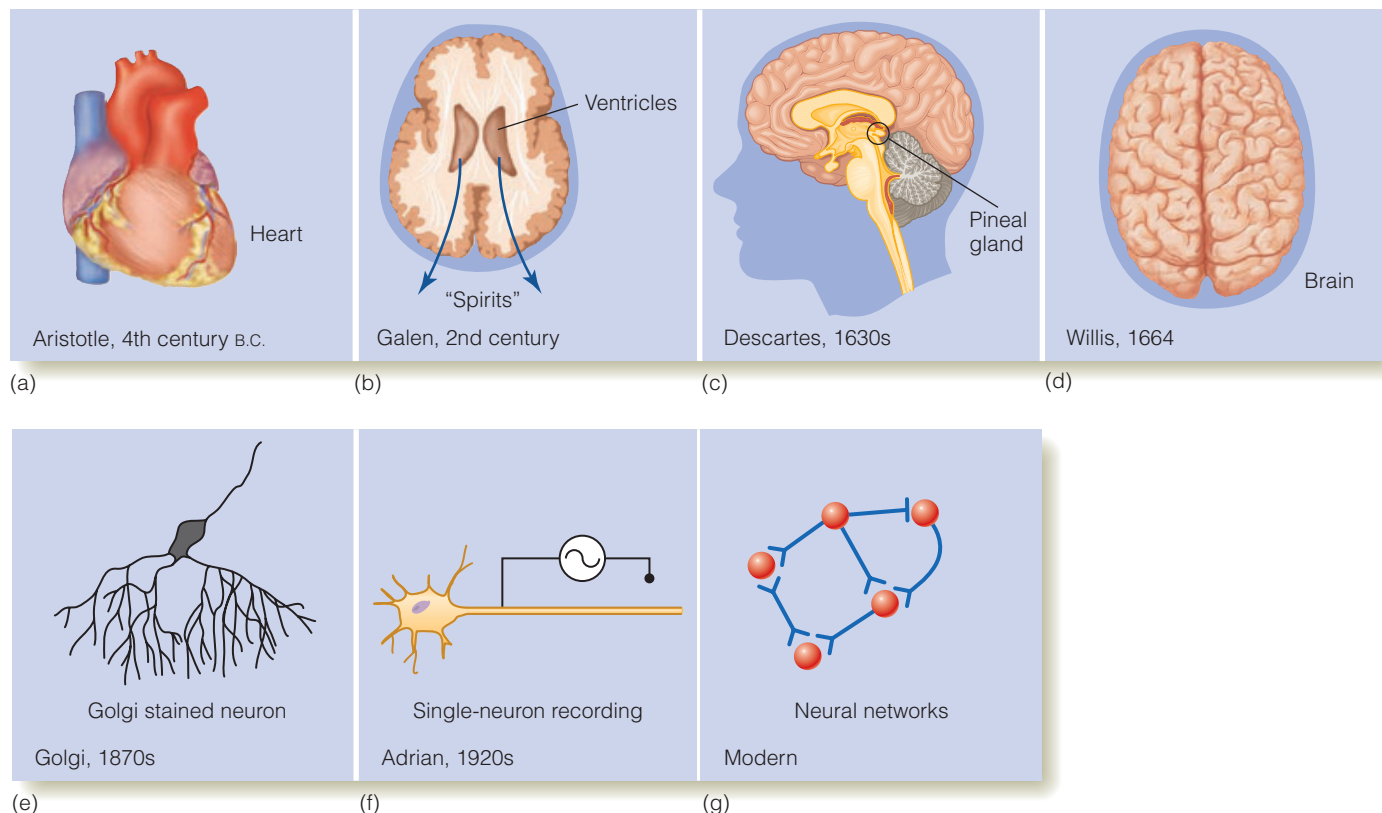 Heart
Aristotle, 4th century B.C.
(a)
Ventricles
“Spirits”
Galen, 2nd century
(b)
Pineal
gland
Descartes, 1630s
(c)
Brain
Willis, 1664
(d)
Golgi stained neuron
Golgi, 1870s
(e)
Single-neuron recording
Adrian, 1920s
(f)
Neural networks
Modern
(g)